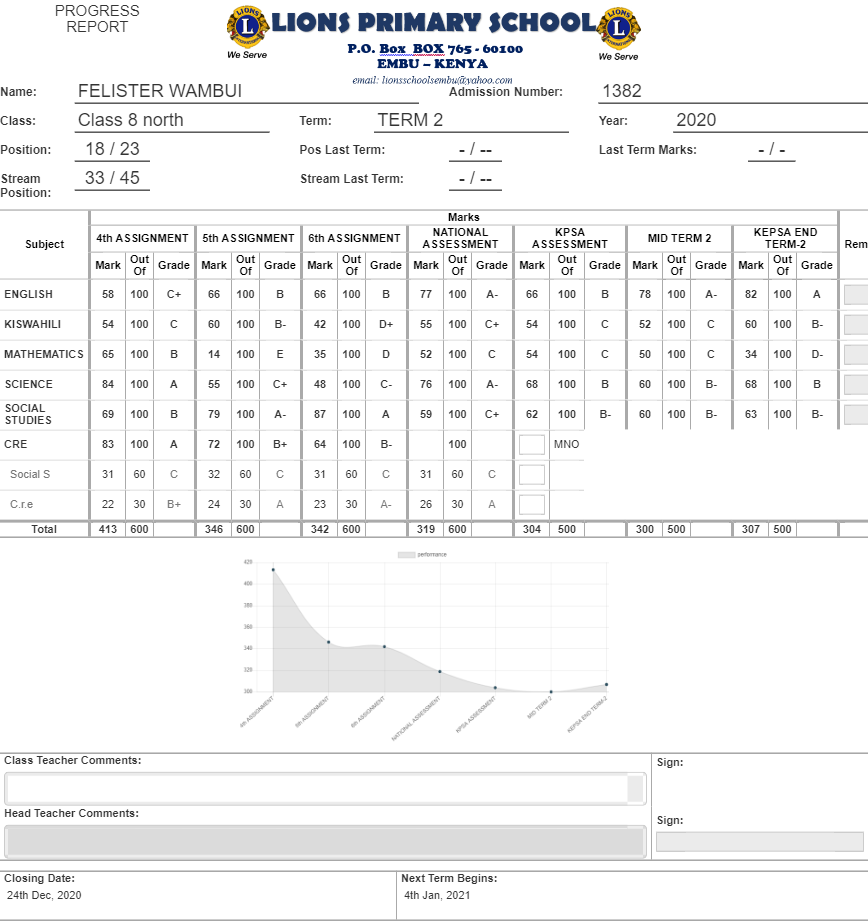 PROGRESS
REPORT
LIONS
L
INTERNATIONAL
We Serve
LIONS PRIMARY SCHOOL
LIONS
L
INTERNATIONAL
We Serve
P.O. Box BOX 765 - 60100
EMBU – KENYA
email: lionsschoolsembu@yahoo.com
Name: FELISTER WAMBUI Admission Number: 1382
Class: Class 8 north Term: TERM 2 Year: 2020
Position: 18 / 23 Pos Last Term: - / -- Last Term Marks: - / -
Stream Position: 33 / 45 Stream Last Term: - / --
Marks
Subject 4th ASSIGNMENT 5th ASSIGNMENT 6th ASSIGNMENT NATIONAL ASSESSMENT KPSA ASSESSMENT MID TERM 2 KEPSA END TERM-2 Rem
Mark Out Of Grade Mark Out Of Grade Mark Out Of Grade Mark Out Of Grade Mark Out Of Grade Mark Out Of Grade Mark Out Of Grade
ENGLISH 58 100 C+ 66 100 B 66 100 B 77 100 A- 66 100 B 78 100 A- 82 100 A
KISWAHILI 54 100 C 60 100 B- 42 100 D+ 55 100 C+ 54 100 C 52 100 C 60 100 B-
MATHEMATICS 65 100 B 14 100 E 35 100 D 52 100 C 54 100 C 50 100 C 34 100 D-
SCIENCE 84 100 A 55 100 C+ 48 100 C- 76 100 A- 68 100 B 60 100 B- 68 100 B
SOCIAL STUDIES 69 100 B 79 100 A- 87 100 A 59 100 C+ 62 100 B- 60 100 B- 63 100 B-
CRE 83 100 A 72 100 B+ 64 100 B- 100 MNO
Social S 31 60 C 32 60 C 31 60 C 31 60 C
C.r.e 22 30 B+ 24 30 A 23 30 A- 26 30 A
Total 413 600 346 600 342 600 319 600 304 500 300 500 307 500
performance
420
400
380
360
340
320
300
4th ASSIGNMENT 5th ASSIGNMENT 6th ASSIGNMENT NATIONAL ASSESSMENT KPSA ASSESSMENT MID TERM 2 KEPSA END TERM-2
Class Teacher Comments: Sign:
Head Teacher Comments: Sign:
Closing Date: Next Term Begins:
24th Dec, 2020 4th Jan, 2021